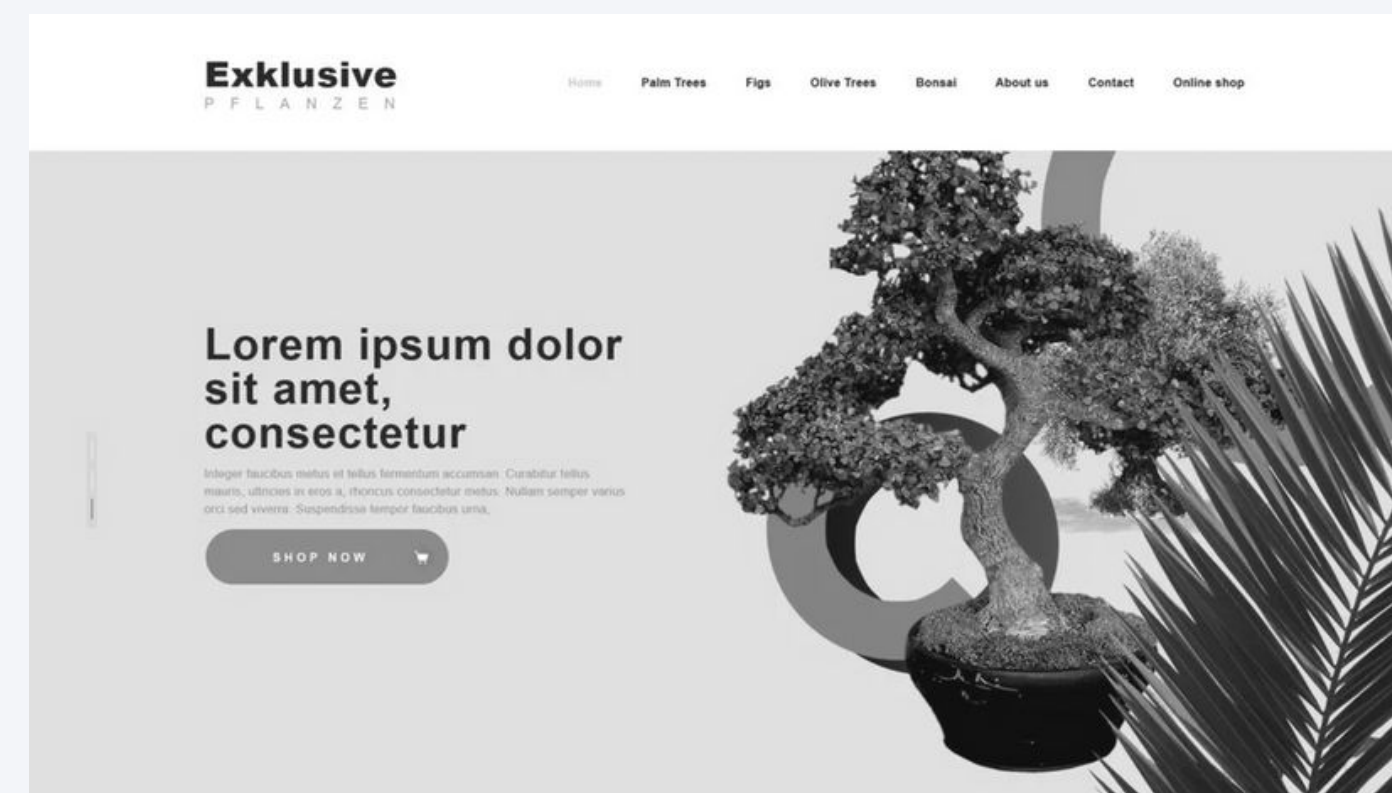 Exklusive
PFLANZEN
Home Palm Trees Figs Olive Trees Bonsai About us Contact Online shop
Lorem ipsum dolor
sit amet,
consectetur
Integer faucibus metus et tellus fermentum accumsan. Curabitur tellus
mauris, ultricies in eros a, rhoncus consectetur metus. Nullam semper varius
orci sed viverra. Suspendisse tempor faucibus urna,
SHOP NOW